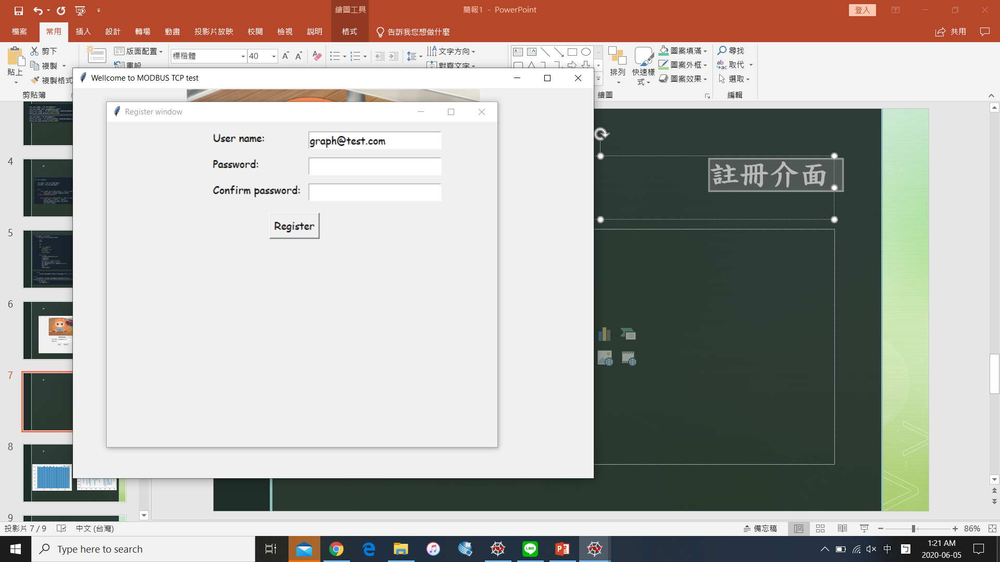 繪圖工具
簡報1 - PowerPoint
登入
檔案
常用
插入
設計
轉場
動畫
投影片放映
校閱
檢視
說明
格式
告訴我您想做什麼
共用
貼上
剪下
複製
複製格式
剪貼簿
版面配置
重設
標楷體
40
文字方向
對齊文字
排列
快速樣式
圖案填滿
圖案外框
圖案效果
繪圖
尋找
取代
選取
編輯
Wellcome to MODBUS TCP test
Register window
User name:
graph@test.com
Password:
Confirm password:
Register
註冊介面
4
5
6
7
8
9
投影片 7 / 9
中文 (台灣)
備忘稿
86%
Type here to search
LINE
中
1:21 AM
2020-06-05